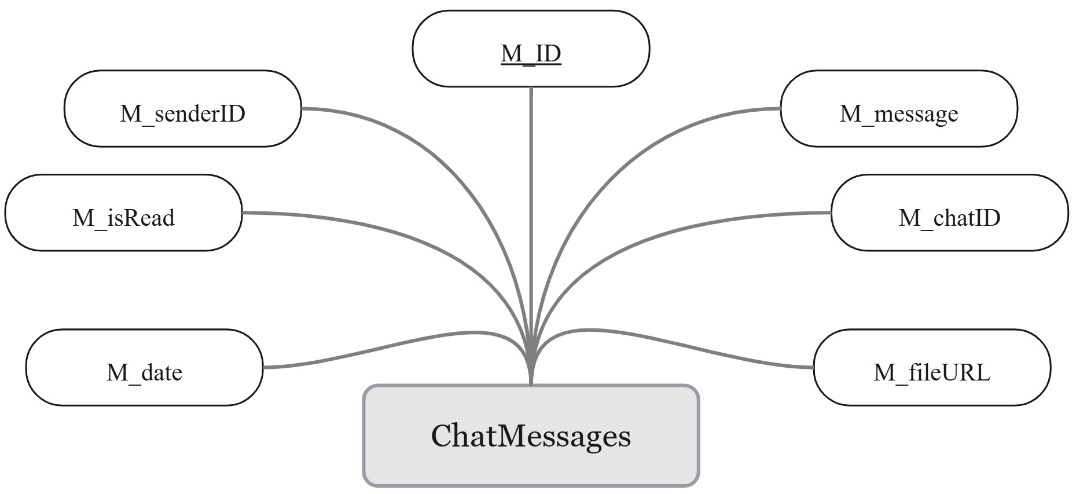 M_ID
M_senderID
M_message
M_isRead
M_chatID
M_date
M_fileURL
ChatMessages